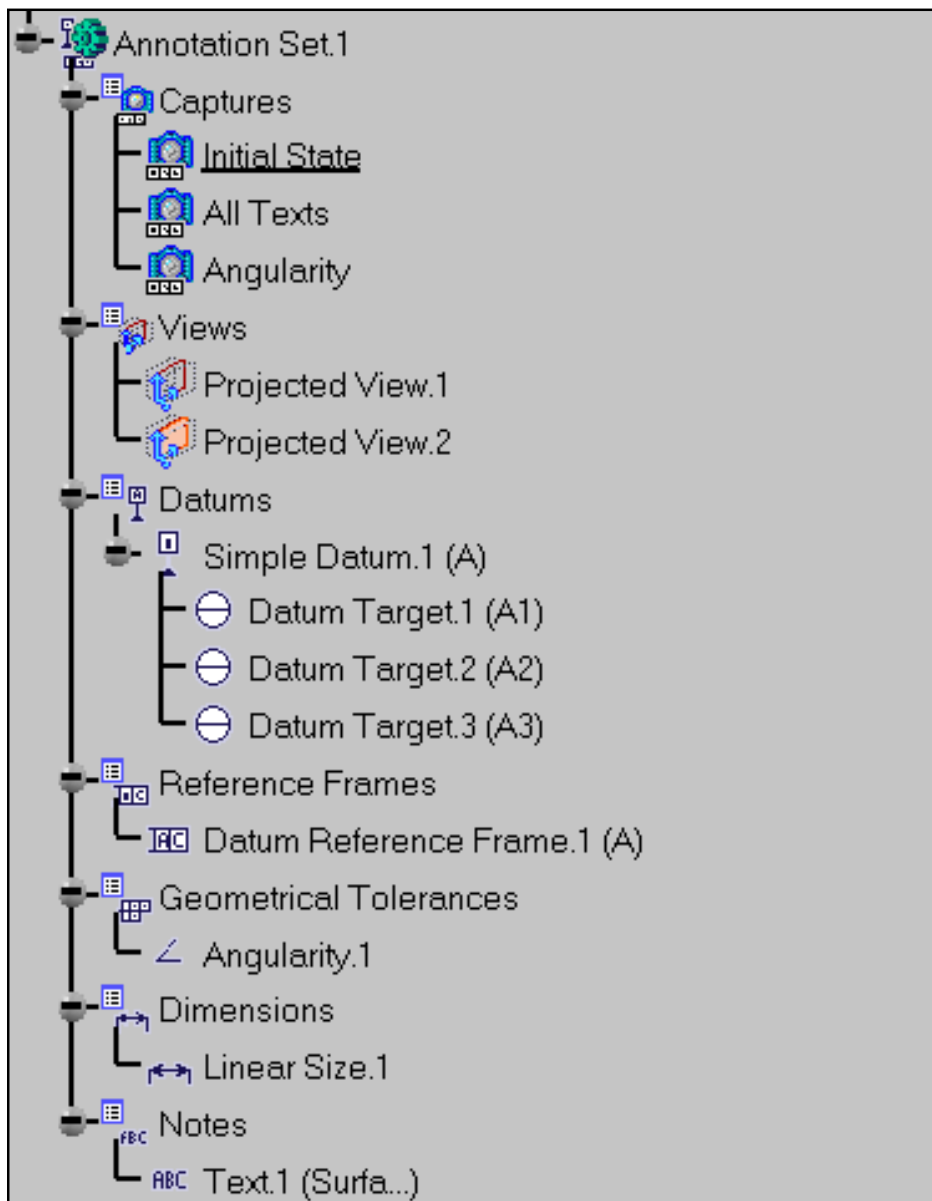 Annotation Set.1
Captures
Initial State
All Texts
Angularity
Views
Projected View.1
Projected View.2
Datums
Simple Datum.1 (A)
Datum Target.1 (A1)
Datum Target.2 (A2)
Datum Target.3 (A3)
Reference Frames
Datum Reference Frame.1 (A)
Geometrical Tolerances
Angularity.1
Dimensions
Linear Size.1
Notes
ABC Text.1 (Surfa...)